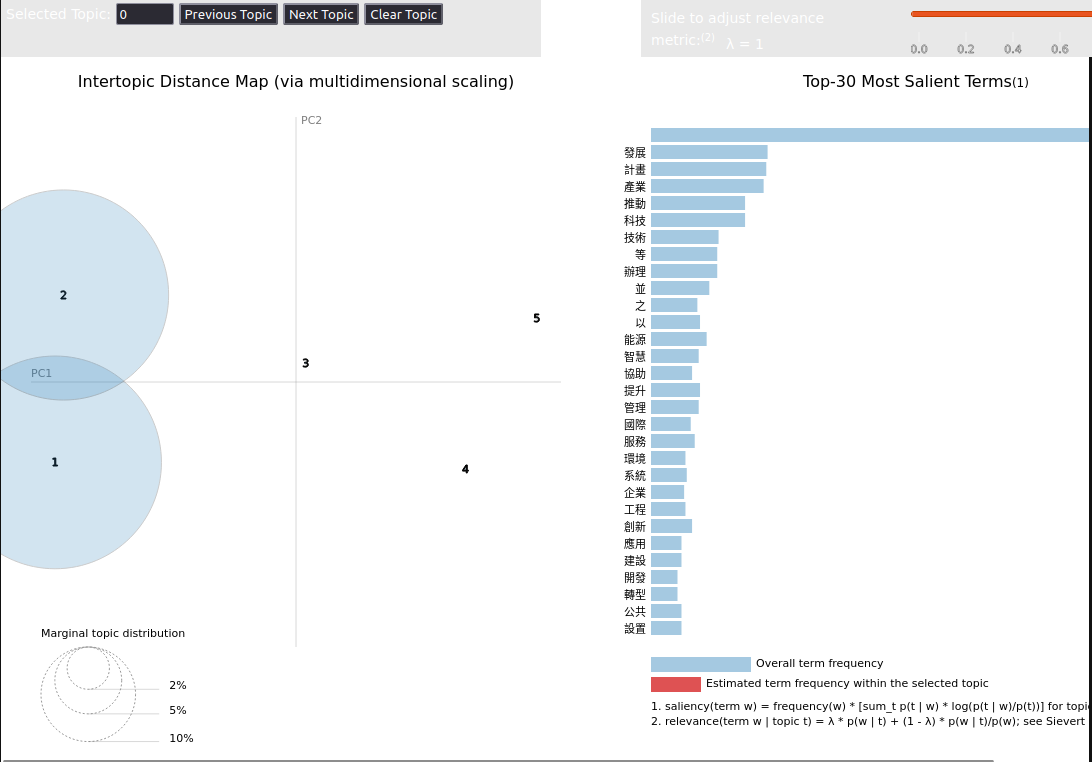 Selected Topic: 0 Previous Topic Next Topic Clear Topic
Slide to adjust relevance
metric:(2) λ = 1
0.0 0.2 0.4 0.6
Intertopic Distance Map (via multidimensional scaling)
PC2
PC1
2
5
3
1
4
Marginal topic distribution
2%
5%
10%
Top-30 Most Salient Terms(1)
發展
計畫
產業
推動
科技
技術
等
辦理
並
之
以
能源
智慧
協助
提升
管理
國際
服務
環境
系統
企業
工程
創新
應用
建設
開發
轉型
公共
設置
Overall term frequency
Estimated term frequency within the selected topic
1. saliency(term w) = frequency(w) * [sum_t p(t | w) * log(p(t | w)/p(t))] for topi
2. relevance(term w | topic t) = λ * p(w | t) + (1 - λ) * p(w | t)/p(w); see Sievert